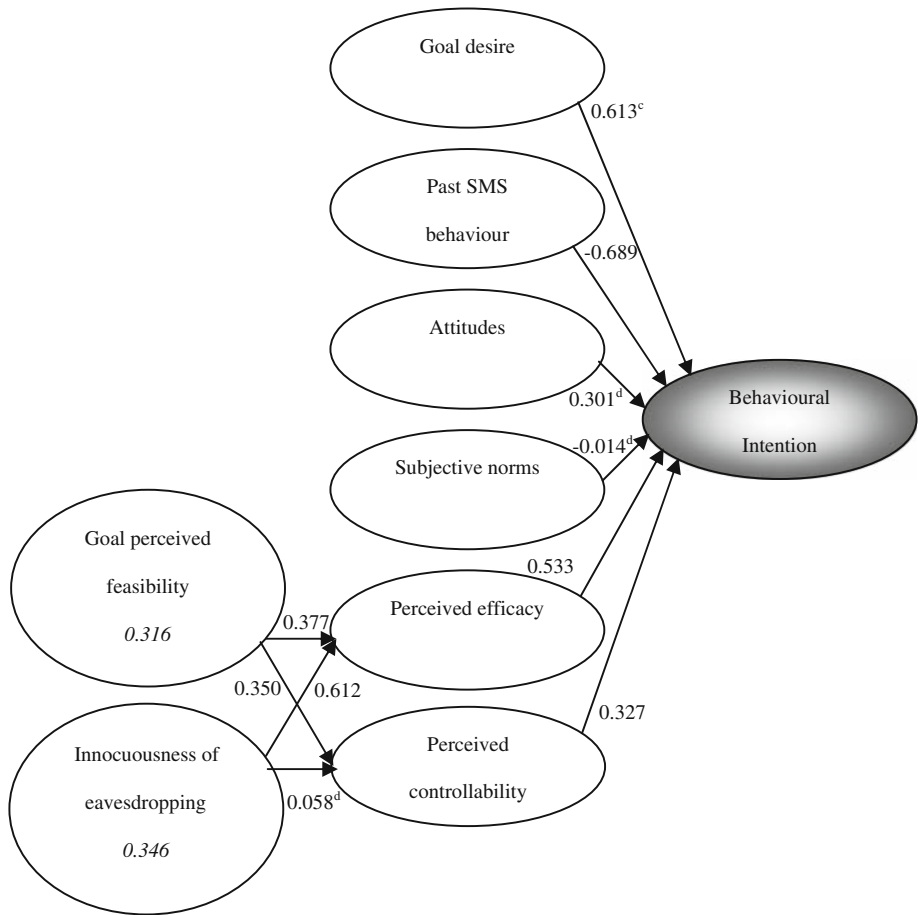 Goal desire
0.613ᶜ
Past SMS
behaviour
-0.689
Attitudes
0.301ᵈ
Behavioural
Intention
Subjective norms
-0.014ᵈ
Goal perceived
feasibility
0.316
0.533
Perceived efficacy
0.377
0.350
0.612
0.327
Innocuousness of
eavesdropping
0.346
Perceived
controllability
0.058ᵈ